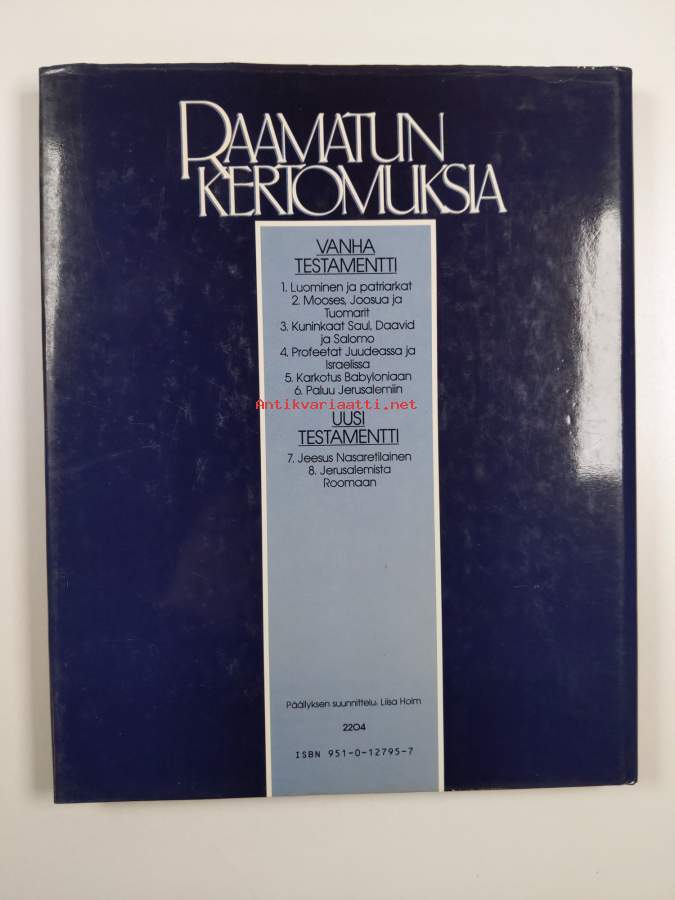 RAAMATUN
KERTOMUKSIA
VANHA
TESTAMENTTI
1. Luominen ja patriarkat
2. Mooses, Joosua ja
Tuomarit
3. Kuninkaat Saul, Daavid
ja Salomo
4. Profeetat Juudeassa ja
Israelissa
5. Karkotus Babyloniaan
6. Paluu Jerusalemiin
Antikvariaatti.net
UUSI
TESTAMENTTI
7. Jeesus Nasaretilainen
8. Jerusalemista
Roomaan
Päällyksen suunnittelu: Liisa Holm
2204
ISBN 951-0-12795-7